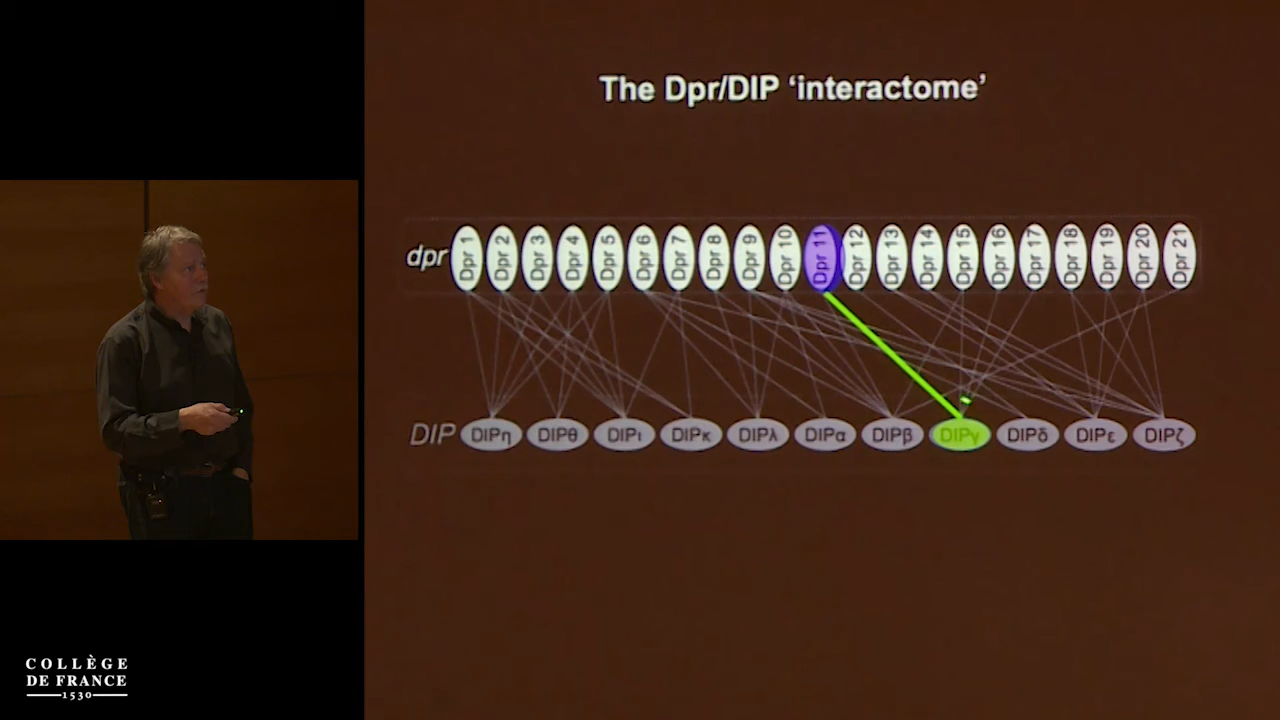 The Dpr/DIP ‘interactome’
dpr Dpr 1 Dpr 2 Dpr 3 Dpr 4 Dpr 5 Dpr 6 Dpr 7 Dpr 8 Dpr 9 Dpr 10 Dpr 11 Dpr 12 Dpr 13 Dpr 14 Dpr 15 Dpr 16 Dpr 17 Dpr 18 Dpr 19 Dpr 20 Dpr 21
DIP DIPη DIPθ DIPι DIPκ DIPλ DIPα DIPβ DIPγ DIPδ DIPε DIPζ
COLLÈGE
DE FRANCE
1530